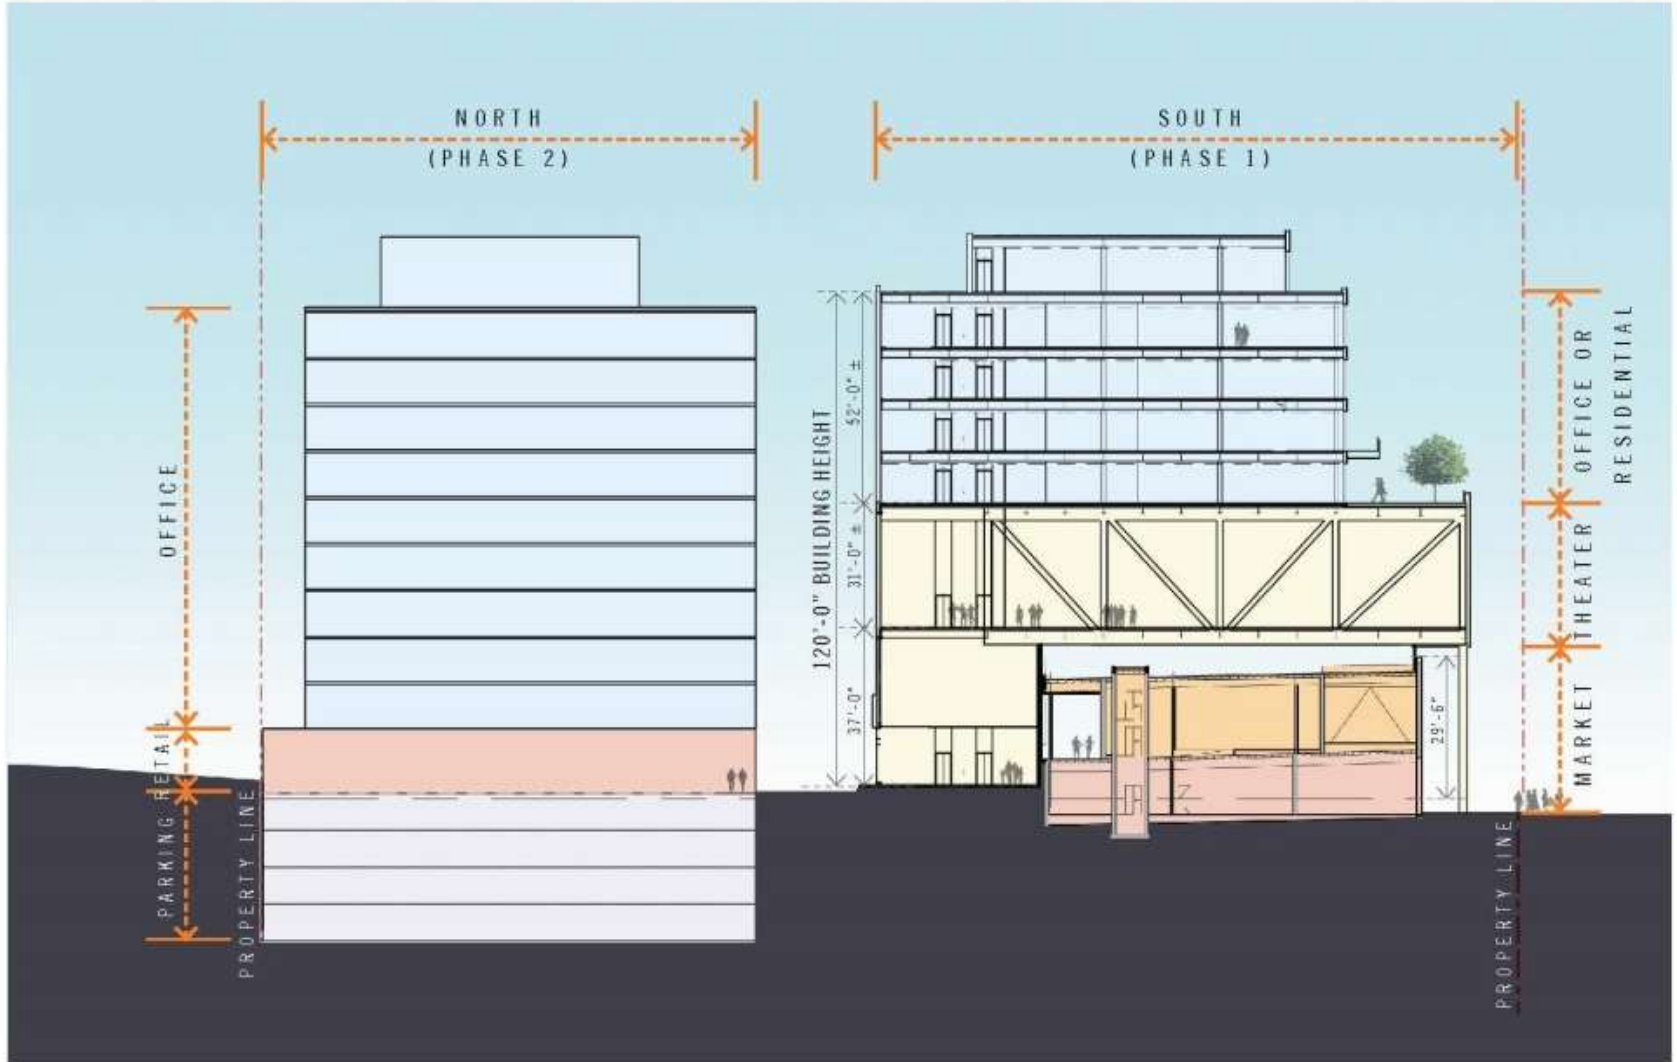 NORTH
(PHASE 2)
SOUTH
(PHASE 1)
OFFICE
RETAIL
PARKING
PROPERTY LINE
120'-0" BUILDING HEIGHT
52'-0" ±
31'-0" ±
37'-0"
29'-6"
OFFICE OR
RESIDENTIAL
THEATER
MARKET
PROPERTY LINE